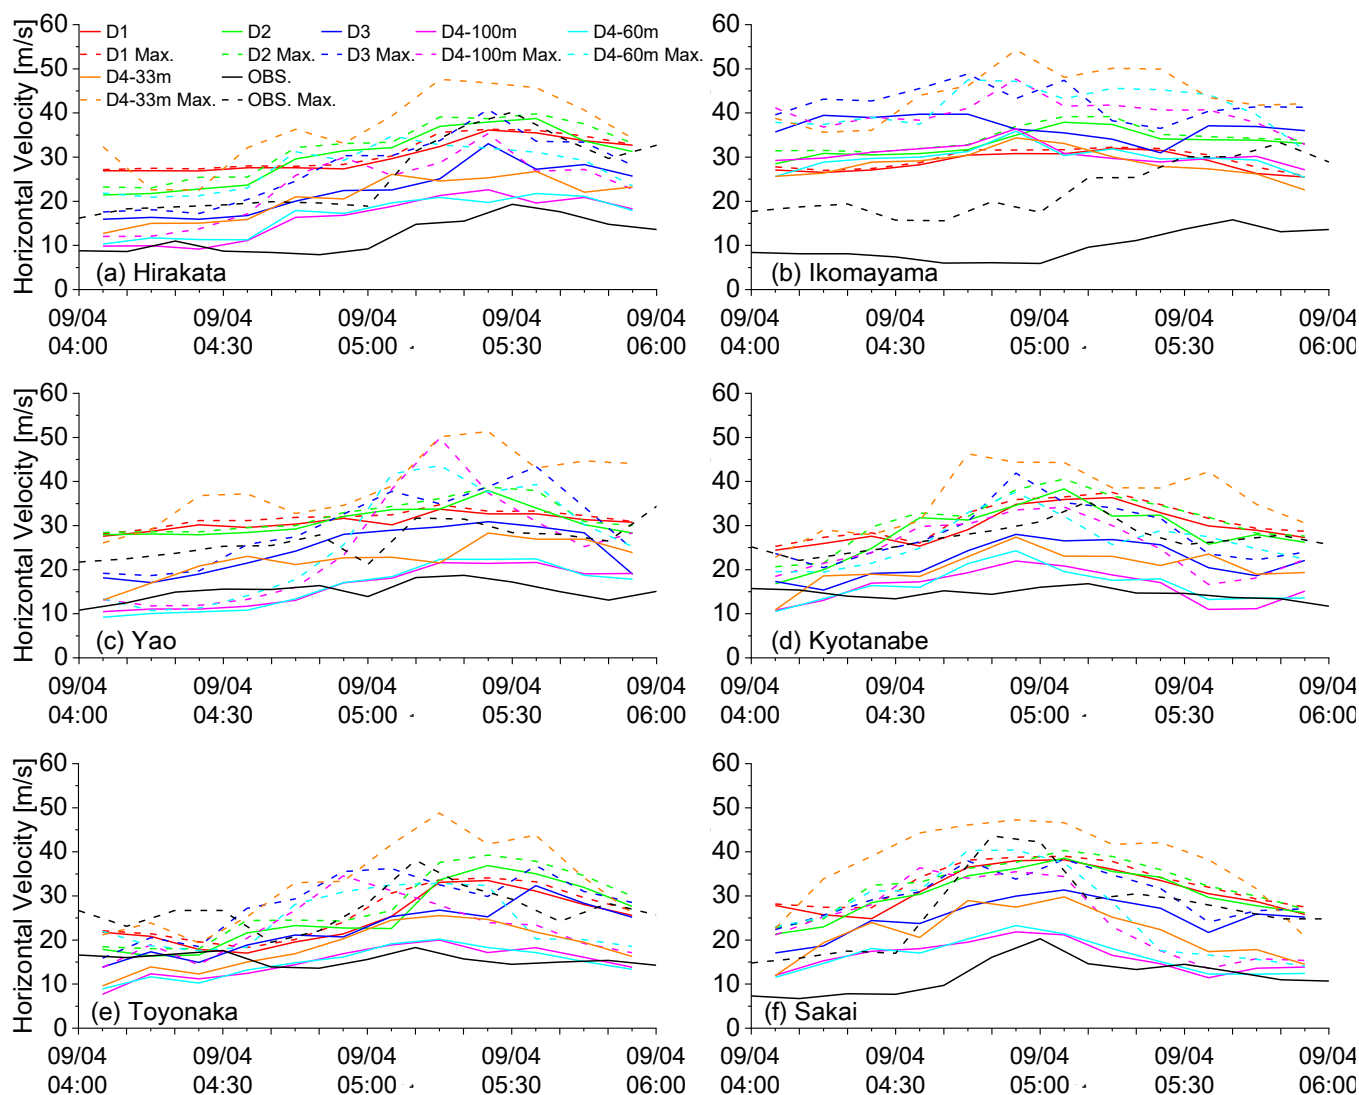 60 60
D1 D2 D3 D4-100m D4-60m
D1 Max. D2 Max. D3 Max. D4-100m Max. D4-60m Max.
D4-33m OBS.
D4-33m Max. OBS. Max.
50 50
40 40
30 30
20 20
10 10
0 0
Horizontal Velocity [m/s]
(a) Hirakata (b) Ikomayama
09/04 09/04 09/04 09/04 09/04 09/04 09/04 09/04 09/04 09/04
04:00 04:30 05:00 05:30 06:00 04:00 04:30 05:00 05:30 06:00
60 60
50 50
40 40
30 30
20 20
10 10
0 0
Horizontal Velocity [m/s]
(c) Yao (d) Kyotanabe
09/04 09/04 09/04 09/04 09/04 09/04 09/04 09/04 09/04 09/04
04:00 04:30 05:00 05:30 06:00 04:00 04:30 05:00 05:30 06:00
60 60
50 50
40 40
30 30
20 20
10 10
0 0
Horizontal Velocity [m/s]
(e) Toyonaka (f) Sakai
09/04 09/04 09/04 09/04 09/04 09/04 09/04 09/04 09/04 09/04
04:00 04:30 05:00 05:30 06:00 04:00 04:30 05:00 05:30 06:00